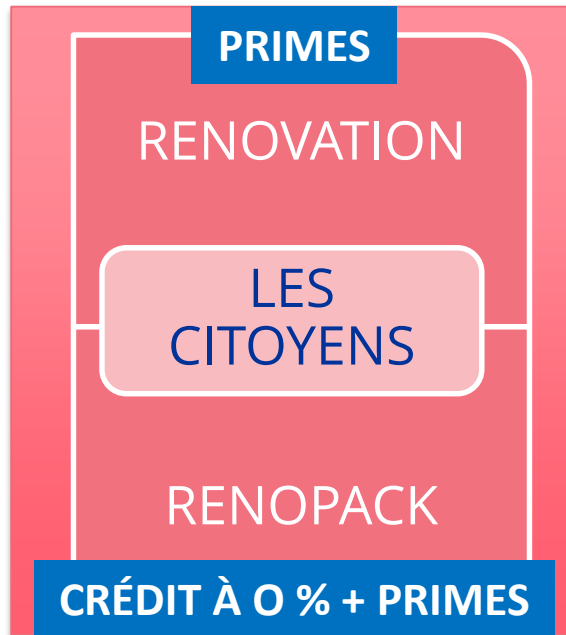 PRIMES
RENOVATION
LES
CITOYENS
RENOPACK
CRÉDIT À O % + PRIMES